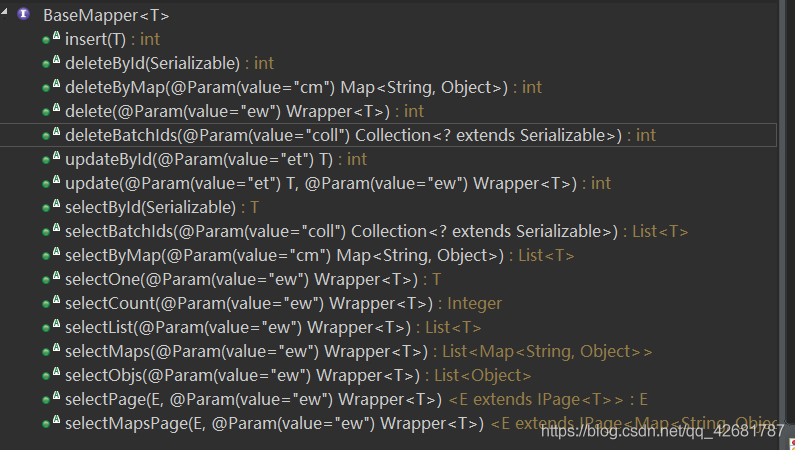 BaseMapper<T>
insert(T) : int
deleteById(Serializable) : int
deleteByMap(@Param(value="cm") Map<String, Object>) : int
delete(@Param(value="ew") Wrapper<T>) : int
deleteBatchIds(@Param(value="coll") Collection<? extends Serializable>) : int
updateById(@Param(value="et") T) : int
update(@Param(value="et") T, @Param(value="ew") Wrapper<T>) : int
selectById(Serializable) : T
selectBatchIds(@Param(value="coll") Collection<? extends Serializable>) : List<T>
selectByMap(@Param(value="cm") Map<String, Object>) : List<T>
selectOne(@Param(value="ew") Wrapper<T>) : T
selectCount(@Param(value="ew") Wrapper<T>) : Integer
selectList(@Param(value="ew") Wrapper<T>) : List<T>
selectMaps(@Param(value="ew") Wrapper<T>) : List<Map<String, Object>>
selectObjs(@Param(value="ew") Wrapper<T>) : List<Object>
selectPage(E, @Param(value="ew") Wrapper<T>) <E extends IPage<T>> : E
selectMapsPage(E, @Param(value="ew") Wrapper<T>) <E extends IPage<Map<String, Objec
https://blog.csdn.net/qq_42681787